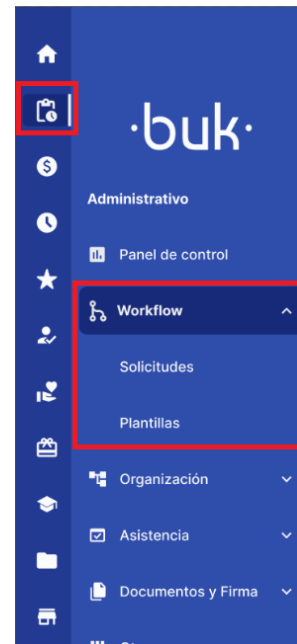 ·buk·
Administrativo
Panel de control
Workflow
Solicitudes
Plantillas
Organización
Asistencia
Documentos y Firma